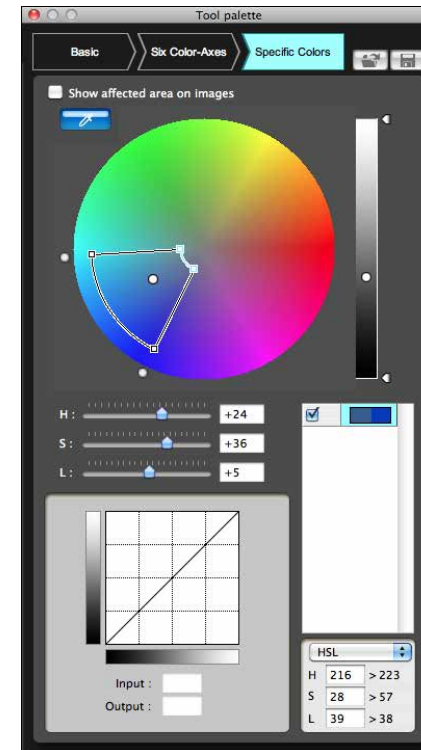 Tool palette
Basic Six Color-Axes Specific Colors
Show affected area on images
H : +24
S : +36
L : +5
HSL
H 216 > 223
S 28 > 57
L 39 > 38
Input :
Output :